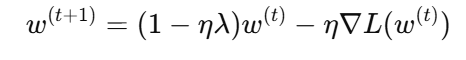 w^{(t+1)} = (1 − ηλ)w^{(t)} − η∇L(w^{(t)})